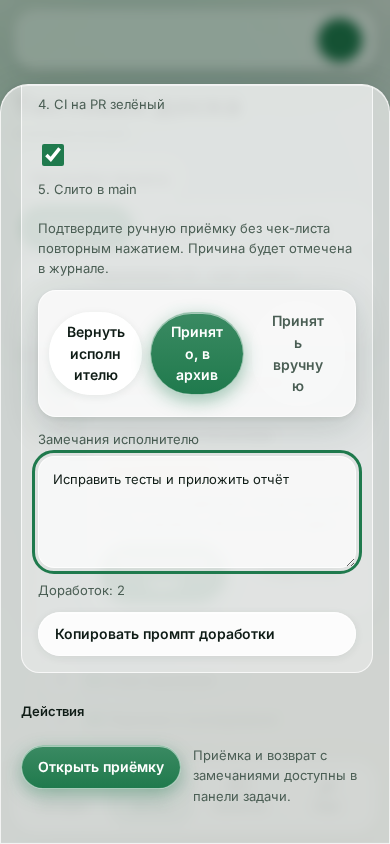 4. CI на PR зелёный
5. Слито в main
Подтвердите ручную приёмку без чек-листа
повторным нажатием. Причина будет отмечена
в журнале.
Вернуть
исполн
ителю
Принят
о, в
архив
Принят
ь
вручну
ю
Замечания исполнителю
Исправить тесты и приложить отчёт
Доработок: 2
Копировать промпт доработки
Действия
Открыть приёмку
Приёмка и возврат с
замечаниями доступны в
панели задачи.